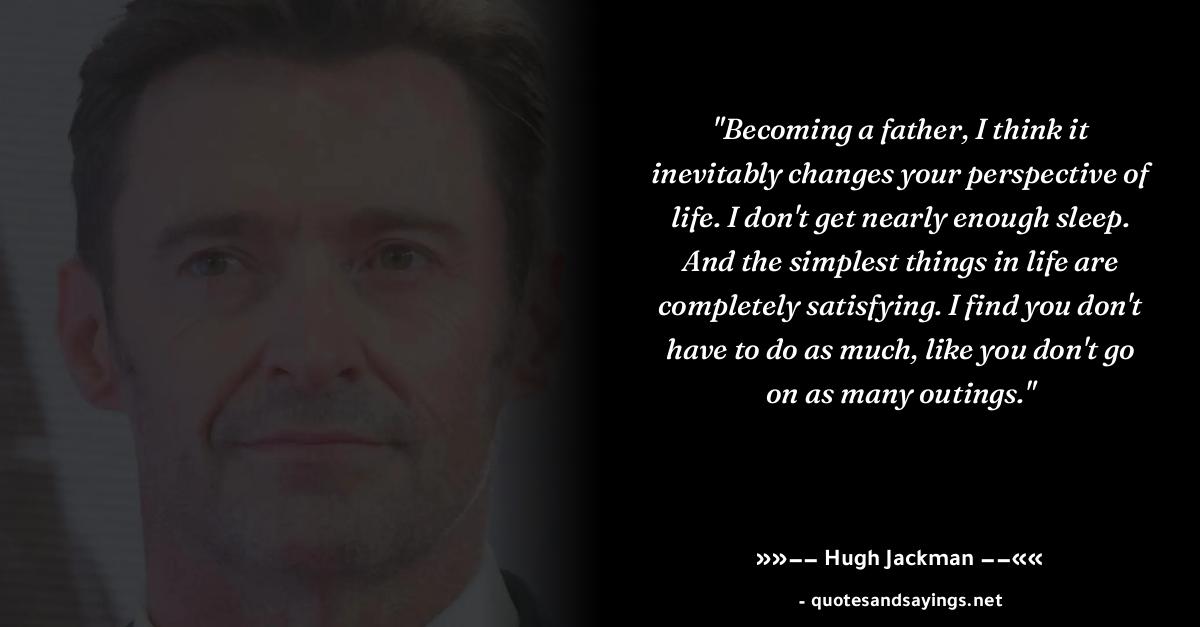 "Becoming a father, I think it
inevitably changes your perspective of
life. I don't get nearly enough sleep.
And the simplest things in life are
completely satisfying. I find you don't
have to do as much, like you don't go
on as many outings."
»»−− Hugh Jackman −−««
- quotesandsayings.net